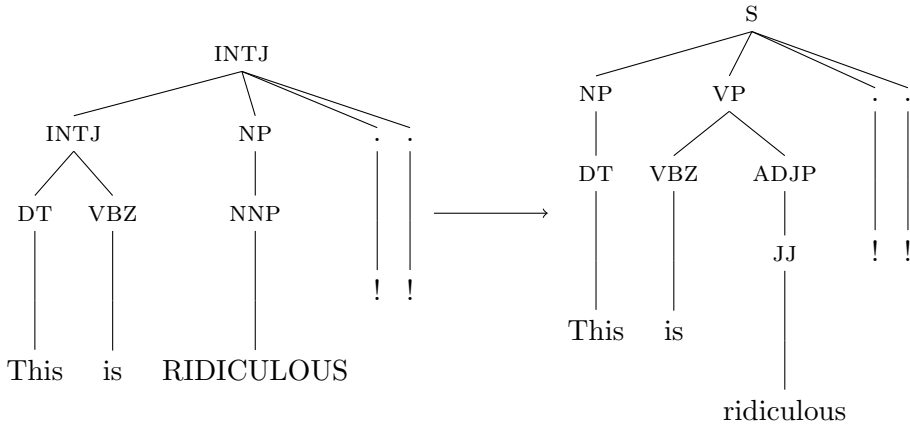 S
INTJ
NP VP . .
INTJ NP . .
DT VBZ ADJP
DT VBZ NNP
JJ ! !
! !
This is
This is RIDICULOUS
ridiculous